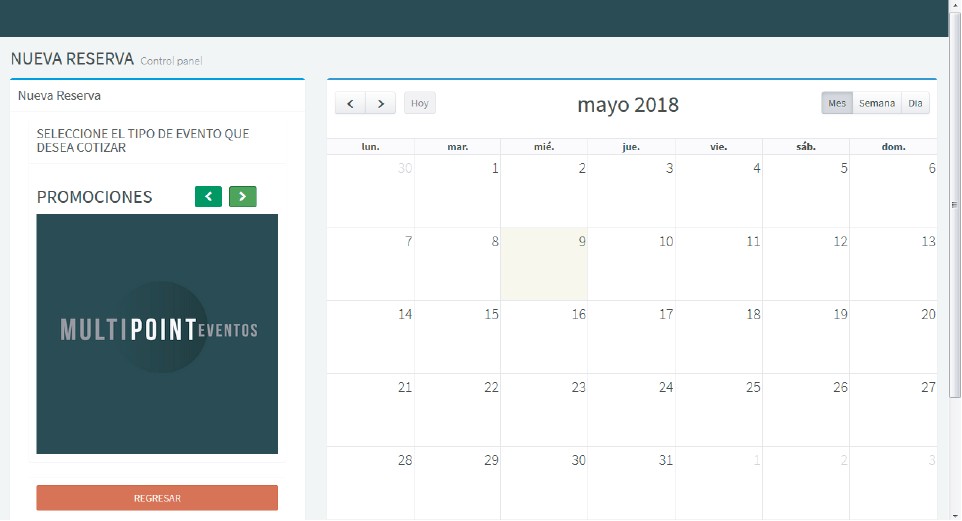 NUEVA RESERVA Control panel
Nueva Reserva
SELECCIONE EL TIPO DE EVENTO QUE
DESEA COTIZAR
PROMOCIONES
MULTIPOINTEVENTOS
REGRESAR
Hoy
mayo 2018
Mes Semana Día
lun. mar. mié. jue. vie. sáb. dom.
30 1 2 3 4 5 6
7 8 9 10 11 12 13
14 15 16 17 18 19 20
21 22 23 24 25 26 27
28 29 30 31 1 2 3